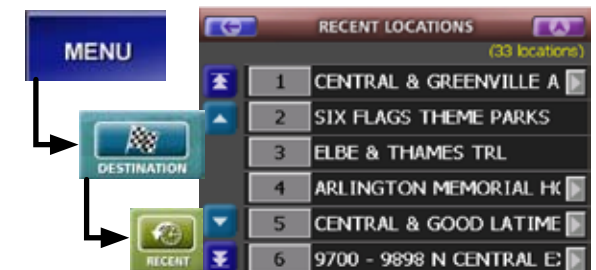 MENU
DESTINATION
RECENT
RECENT LOCATIONS
(33 locations)
1 CENTRAL & GREENVILLE A
2 SIX FLAGS THEME PARKS
3 ELBE & THAMES TRL
4 ARLINGTON MEMORIAL HO
5 CENTRAL & GOOD LATIME
6 9700 - 9898 N CENTRAL E